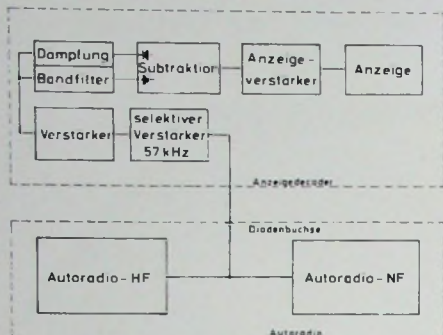 Dämpfung
Bandfilter
Subtraktion
Anzeige-
verstärker
Anzeige
Verstärker
selektiver
Verstärker
57 kHz
Anzeigedecoder
Diodenbuchse
Autoradio-HF
Autoradio-NF
Autoradio